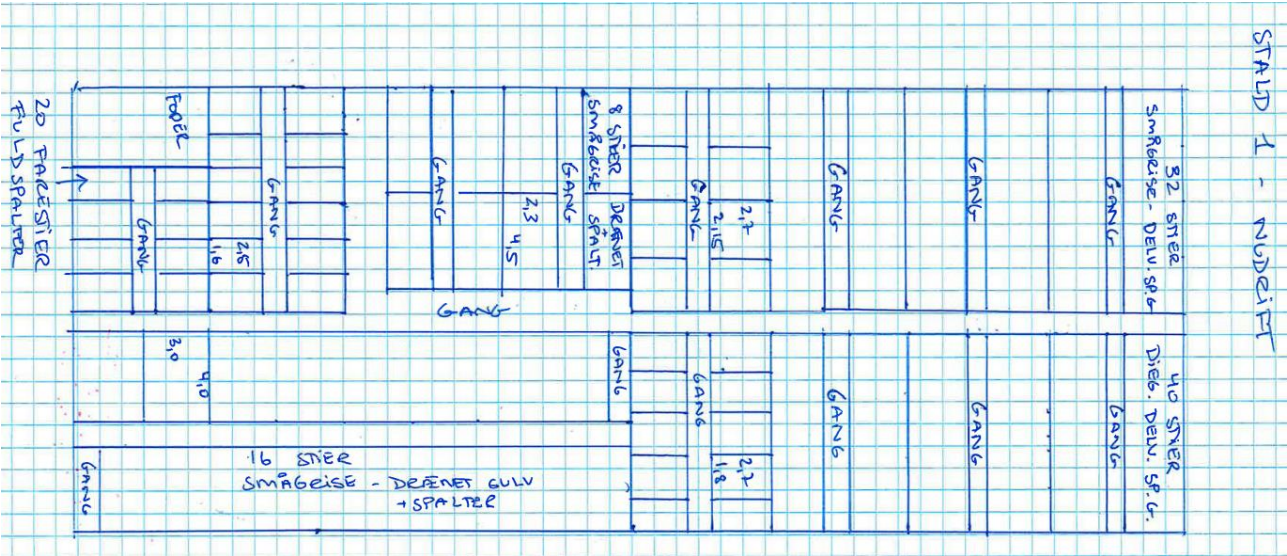 STALD 1 - NUDRIFT
32 STIER
SMÅGRISE - DELV. SP.G
40 STIER
DIEG. DELV. SP.G.
GANG
GANG
GANG
GANG
GANG
GANG
2,7
2,15
GANG
2,7
1,8
GANG
8 STIER DRÆNET
SMÅGRISE + SPALT.
GANG
GANG
2,3
4,5
GANG
GANG
GANG
2,5
1,6
FODER
GANG
4,0
3,0
20 FARESTIER
FULDSPALTER
16 STIER
SMÅGRISE - DRÆNET GULV
+ SPALTER
GANG